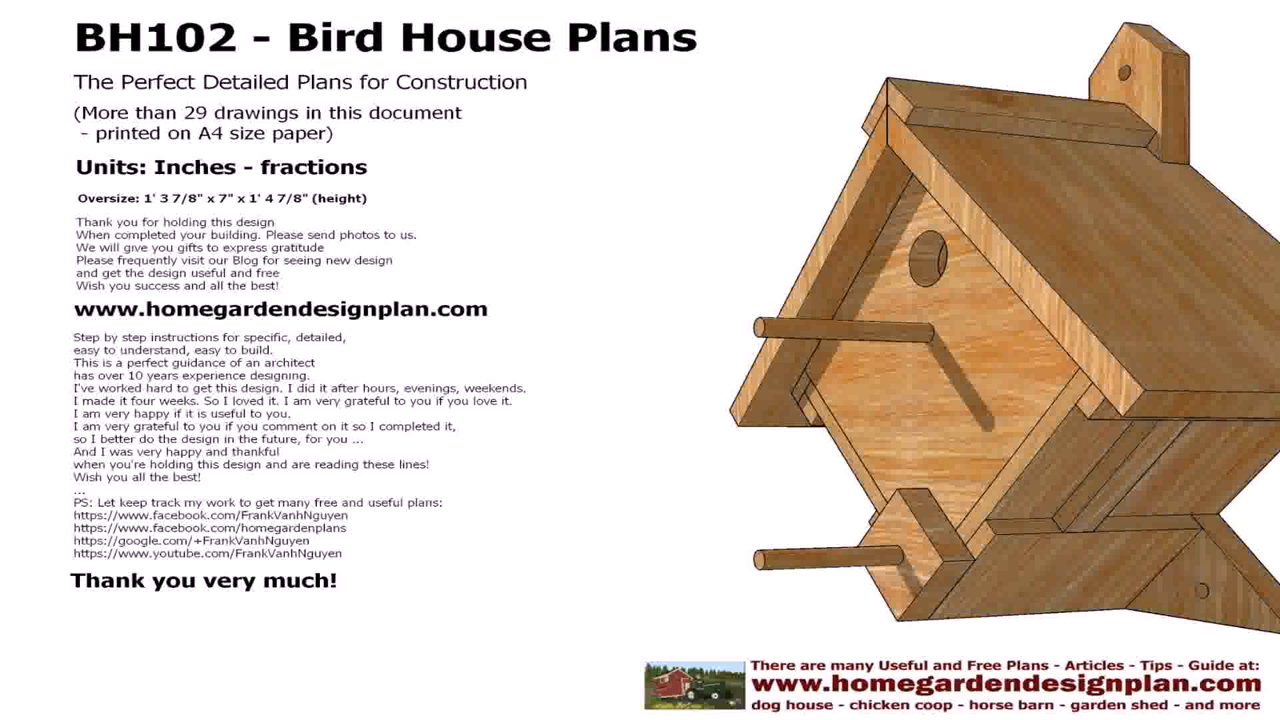 BH102 - Bird House Plans
The Perfect Detailed Plans for Construction
(More than 29 drawings in this document
- printed on A4 size paper)
Units: Inches - fractions
Oversize: 1' 3 7/8" x 7" x 1' 4 7/8" (height)
Thank you for holding this design
When completed your building. Please send photos to us.
We will give you gifts to express gratitude
Please frequently visit our Blog for seeing new design
and get the design useful and free
Wish you success and all the best!
www.homegardendesignplan.com
Step by step instructions for specific, detailed,
easy to understand, easy to build.
This is a perfect guidance of an architect
has over 10 years experience designing.
I've worked hard to get this design. I did it after hours, evenings, weekends.
I made it four weeks. So I loved it. I am very grateful to you if you love it.
I am very happy if it is useful to you.
I am very grateful to you if you comment on it so I completed it,
so I better do the design in the future, for you ...
And I was very happy and thankful
when you're holding this design and are reading these lines!
Wish you all the best!
...
PS: Let keep track my work to get many free and useful plans:
https://www.facebook.com/FrankVanhNguyen
https://www.facebook.com/homegardenplans
https://google.com/+FrankVanhNguyen
https://www.youtube.com/FrankVanhNguyen
Thank you very much!
There are many Useful and Free Plans - Articles - Tips - Guide at:
www.homegardendesignplan.com
dog house - chicken coop - horse barn - garden shed - and more